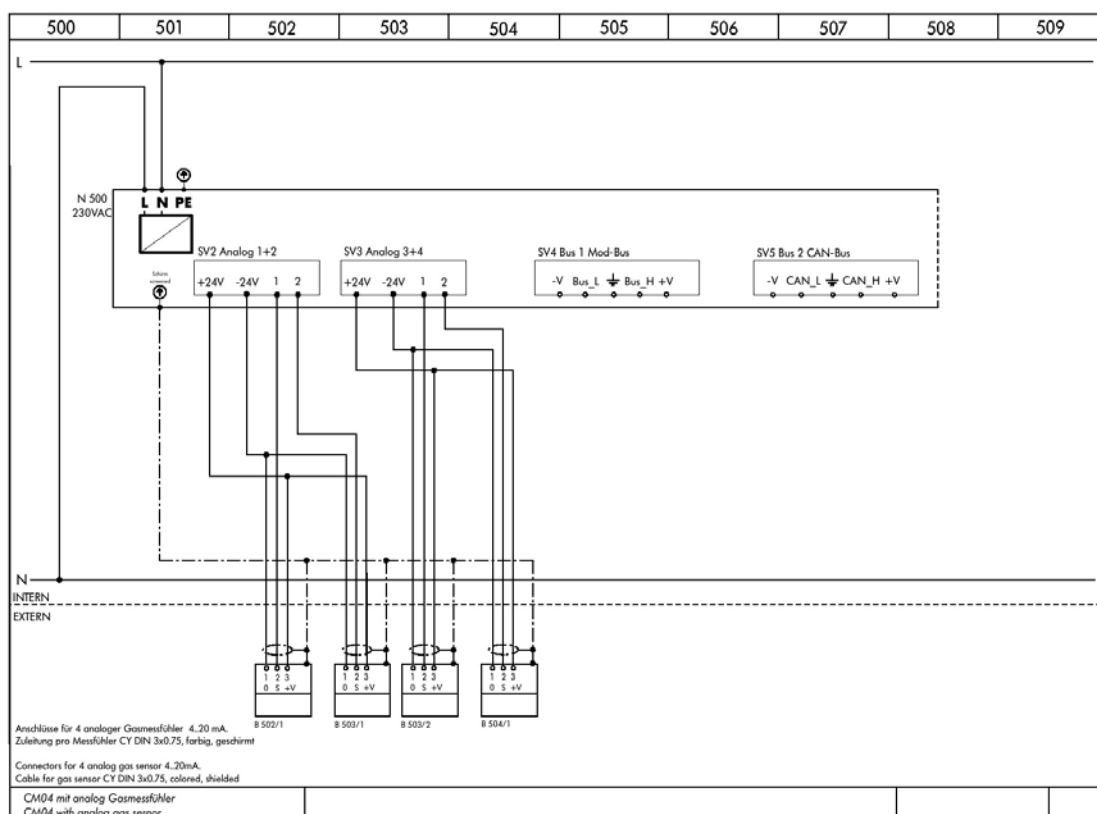 500 501 502 503 504 505 506 507 508 509
L
N 500
230VAC
L N PE
SV2 Analog 1+2
SV3 Analog 3+4
SV4 Bus 1 Mod-Bus
SV5 Bus 2 CAN-Bus
+24V -24V 1 2
+24V -24V 1 2
-V Bus_L Bus_H +V
-V CAN_L CAN_H +V
N
INTERN
EXTERN
1 2 3
0 S +V
B 502/1
1 2 3
0 S +V
B 503/1
1 2 3
0 S +V
B 503/2
1 2 3
0 S +V
B 504/1
Anschlüsse für 4 analoger Gasmessfühler 4..20 mA.
Zuleitung pro Messfühler CY DIN 3x0.75, farbig, geschirmt
Connectors for 4 analog gas sensor 4..20mA.
Cable for gas sensor CY DIN 3x0.75, colored, shielded
CM04 mit analog Gasmessfühler
CM04 with analog gas sensor